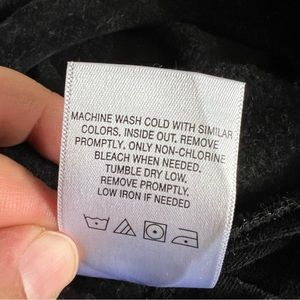 MACHINE WASH COLD WITH SIMILAR
COLORS. INSIDE OUT. REMOVE
PROMPTLY. ONLY NON-CHLORINE
BLEACH WHEN NEEDED.
TUMBLE DRY LOW.
REMOVE PROMPTLY.
LOW IRON IF NEEDED